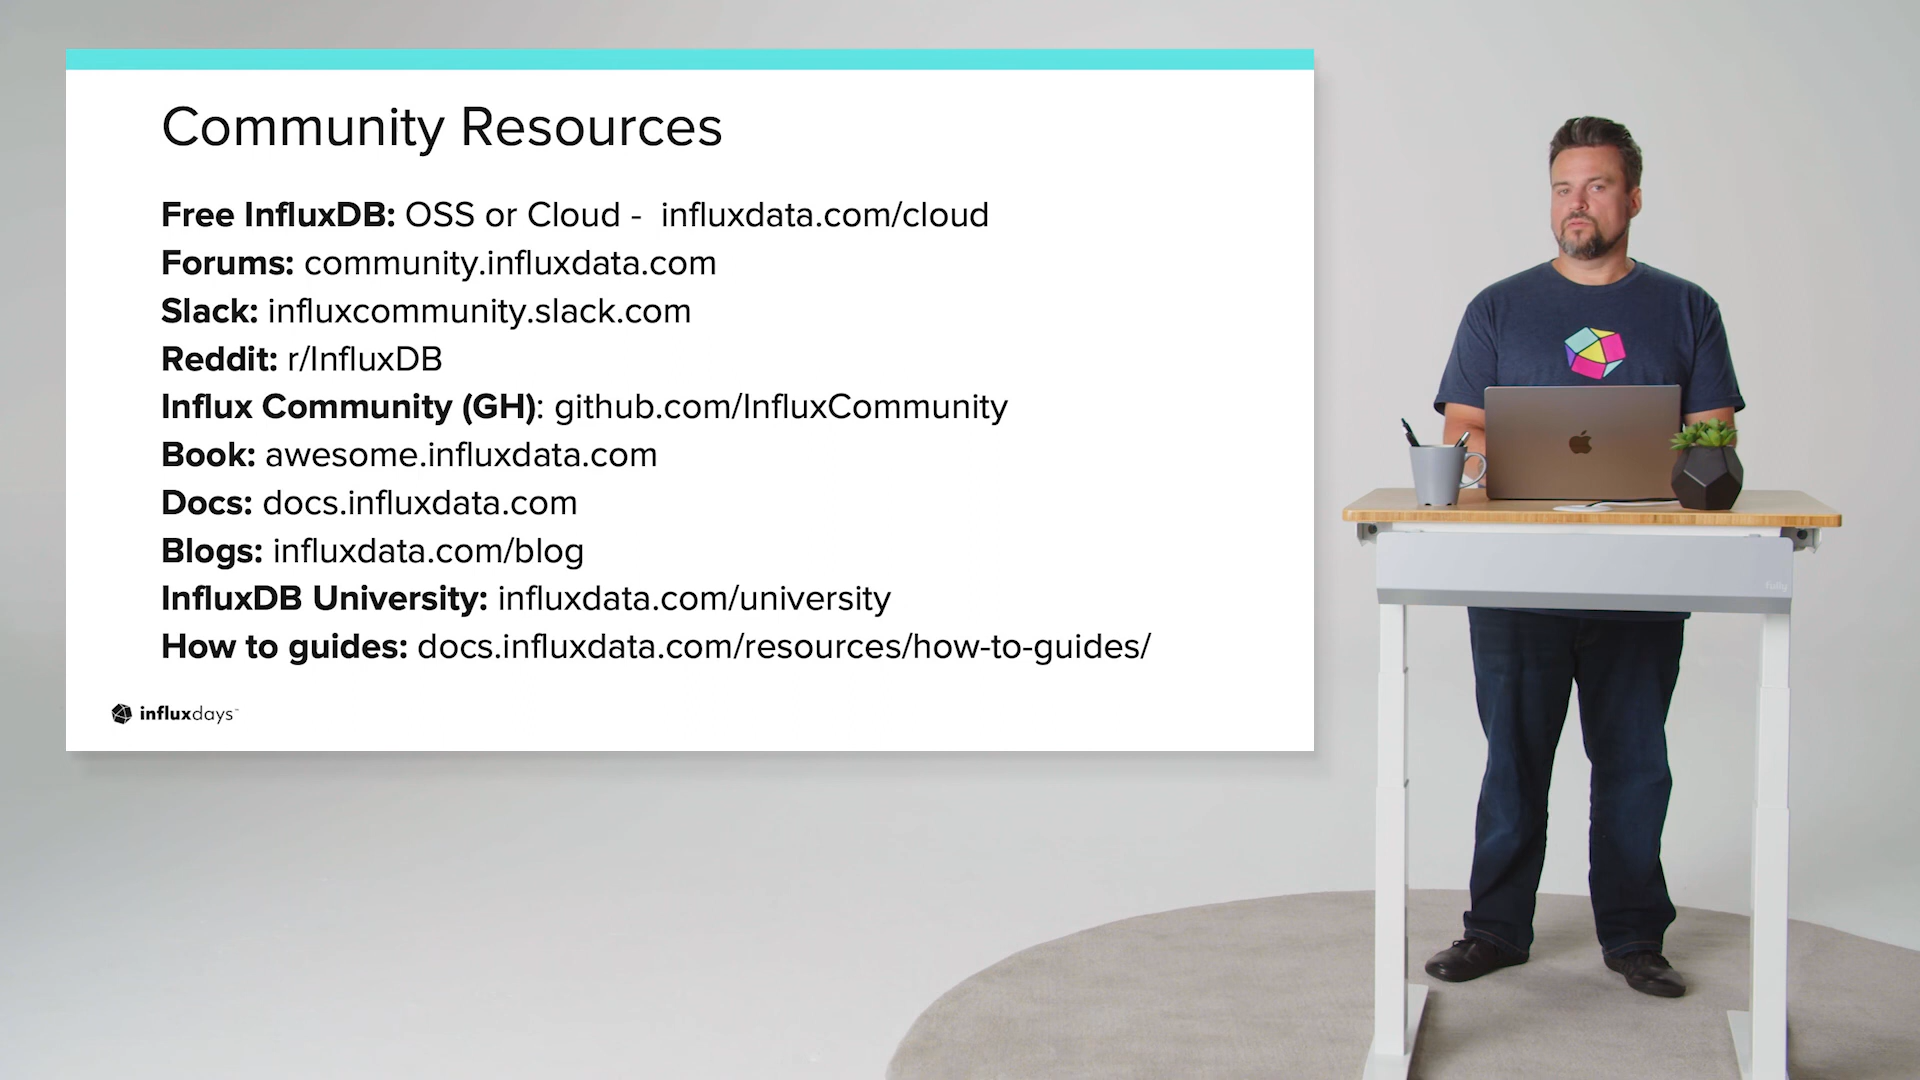 Community Resources
Free InfluxDB: OSS or Cloud - influxdata.com/cloud
Forums: community.influxdata.com
Slack: influxcommunity.slack.com
Reddit: r/InfluxDB
Influx Community (GH): github.com/InfluxCommunity
Book: awesome.influxdata.com
Docs: docs.influxdata.com
Blogs: influxdata.com/blog
InfluxDB University: influxdata.com/university
How to guides: docs.influxdata.com/resources/how-to-guides/
influxdays™
fully